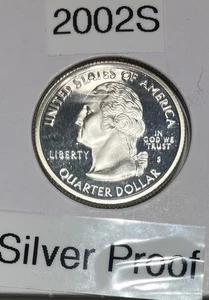 2002S
UNITED STATES OF AMERICA
LIBERTY
IN
GOD WE
TRUST
S
QUARTER DOLLAR
Silver Proof